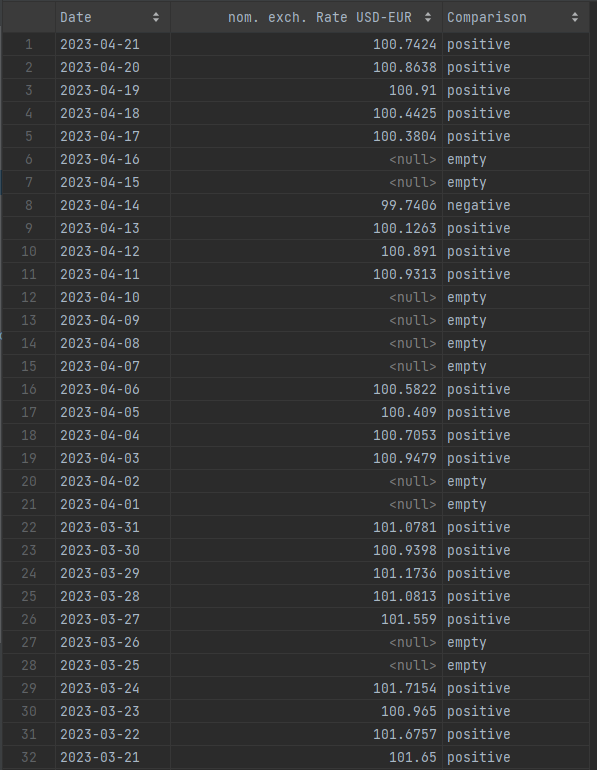 Date nom. exch. Rate USD-EUR Comparison
1 2023-04-21 100.7424 positive
2 2023-04-20 100.8638 positive
3 2023-04-19 100.91 positive
4 2023-04-18 100.4425 positive
5 2023-04-17 100.3804 positive
6 2023-04-16 <null> empty
7 2023-04-15 <null> empty
8 2023-04-14 99.7406 negative
9 2023-04-13 100.1263 positive
10 2023-04-12 100.891 positive
11 2023-04-11 100.9313 positive
12 2023-04-10 <null> empty
13 2023-04-09 <null> empty
14 2023-04-08 <null> empty
15 2023-04-07 <null> empty
16 2023-04-06 100.5822 positive
17 2023-04-05 100.409 positive
18 2023-04-04 100.7053 positive
19 2023-04-03 100.9479 positive
20 2023-04-02 <null> empty
21 2023-04-01 <null> empty
22 2023-03-31 101.0781 positive
23 2023-03-30 100.9398 positive
24 2023-03-29 101.1736 positive
25 2023-03-28 101.0813 positive
26 2023-03-27 101.559 positive
27 2023-03-26 <null> empty
28 2023-03-25 <null> empty
29 2023-03-24 101.7154 positive
30 2023-03-23 100.965 positive
31 2023-03-22 101.6757 positive
32 2023-03-21 101.65 positive